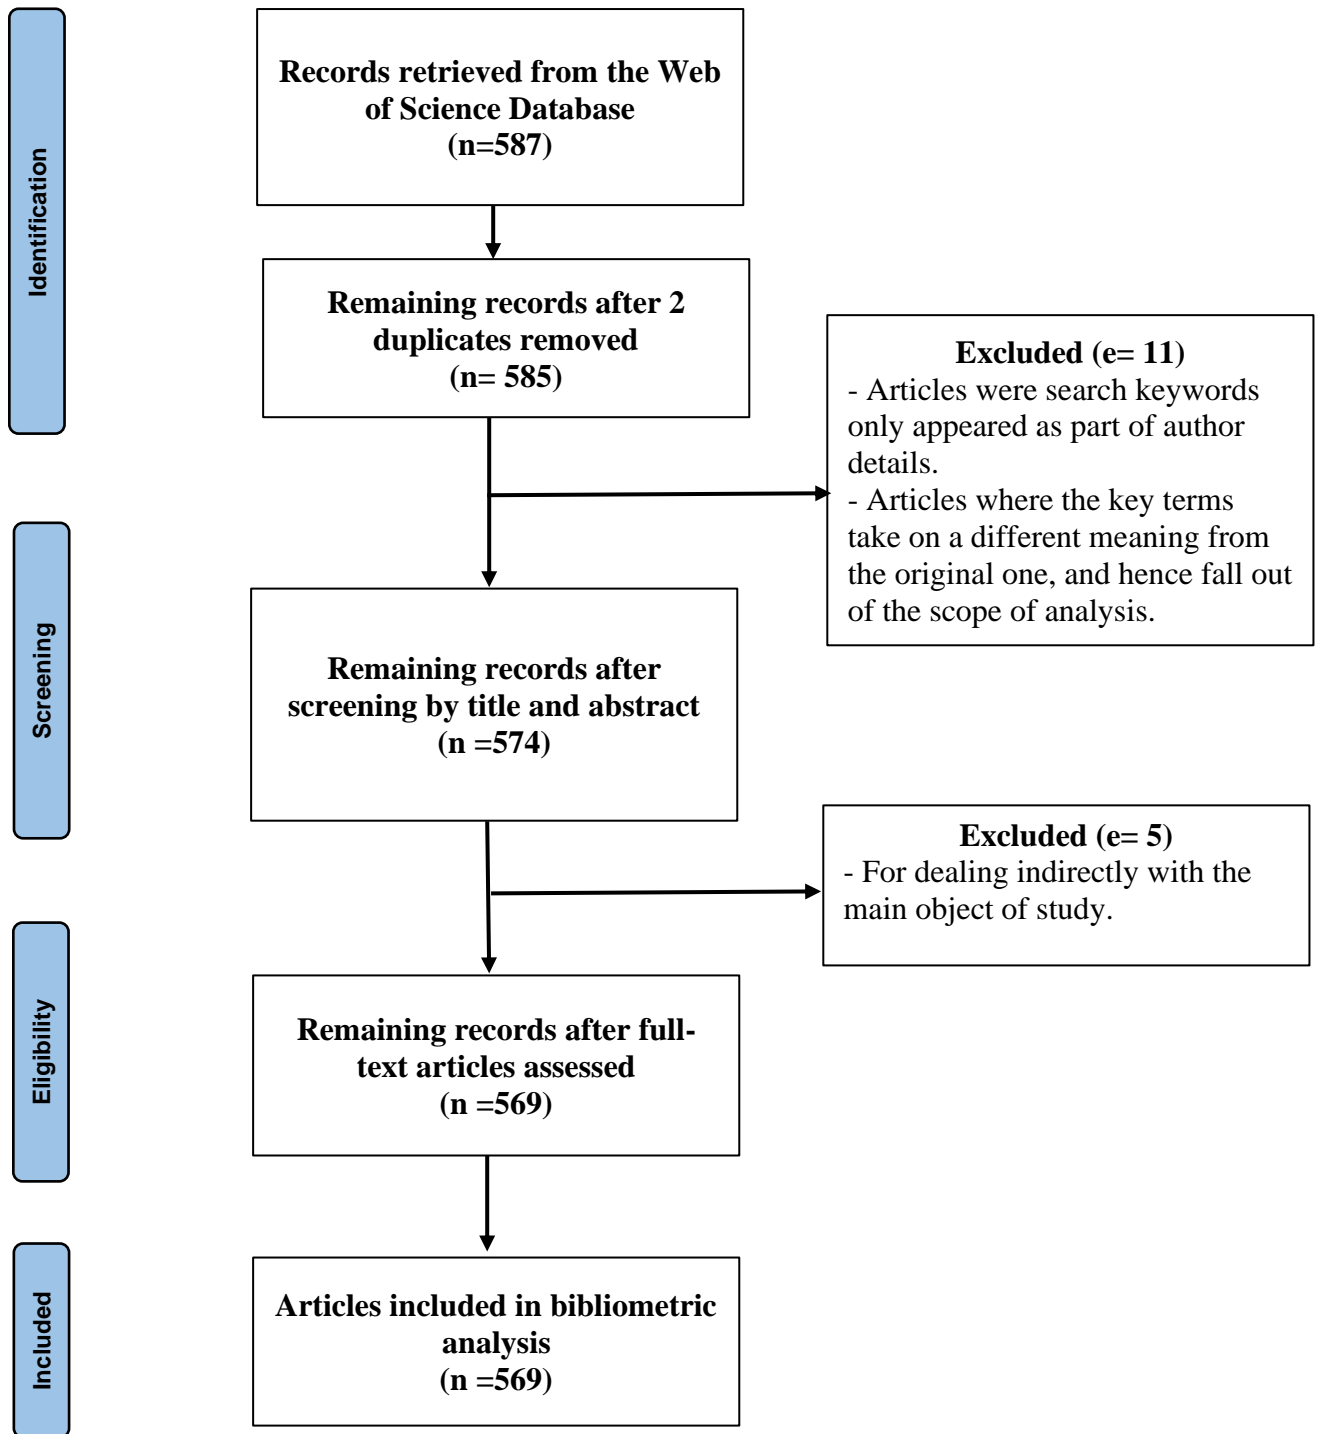 Identification
Records retrieved from the Web
of Science Database
(n=587)
Remaining records after 2
duplicates removed
(n= 585)
Excluded (e= 11)
- Articles were search keywords
only appeared as part of author
details.
- Articles where the key terms
take on a different meaning from
the original one, and hence fall out
of the scope of analysis.
Screening
Remaining records after
screening by title and abstract
(n =574)
Excluded (e= 5)
- For dealing indirectly with the
main object of study.
Eligibility
Remaining records after full-
text articles assessed
(n =569)
Included
Articles included in bibliometric
analysis
(n =569)